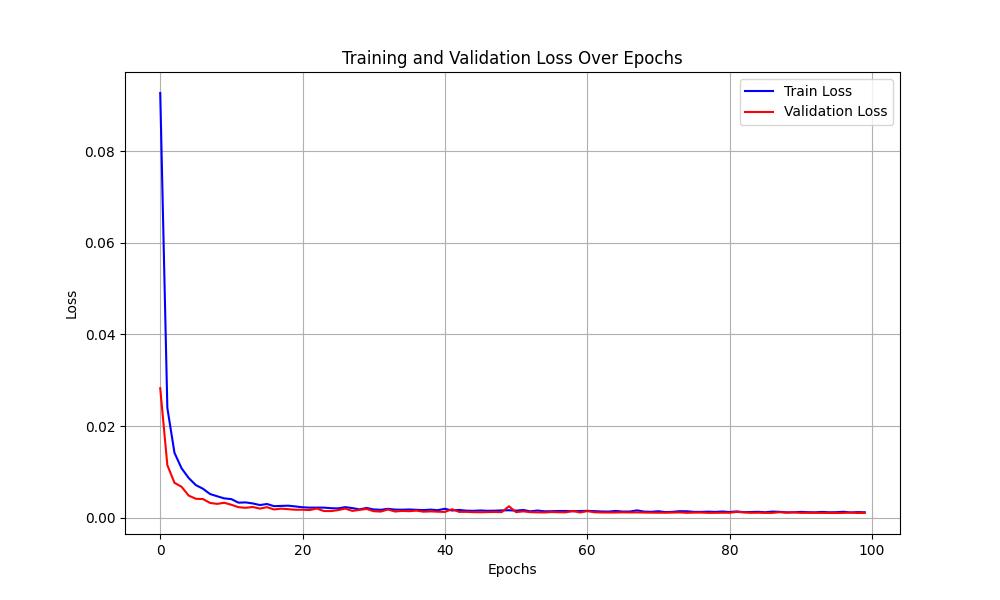 Training and Validation Loss Over Epochs
Train Loss
Validation Loss
Loss
0.08
0.06
0.04
0.02
0.00
0 20 40 60 80 100
Epochs